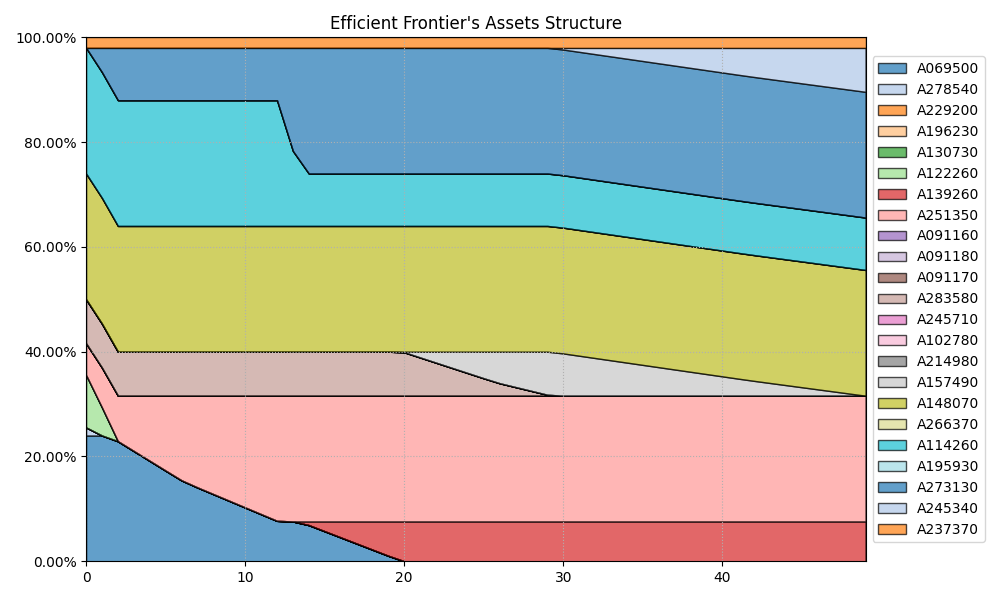 Efficient Frontier's Assets Structure
100.00%
80.00%
60.00%
40.00%
20.00%
0.00%
0
10
20
30
40
A069500
A278540
A229200
A196230
A130730
A122260
A139260
A251350
A091160
A091180
A091170
A283580
A245710
A102780
A214980
A157490
A148070
A266370
A114260
A195930
A273130
A245340
A237370